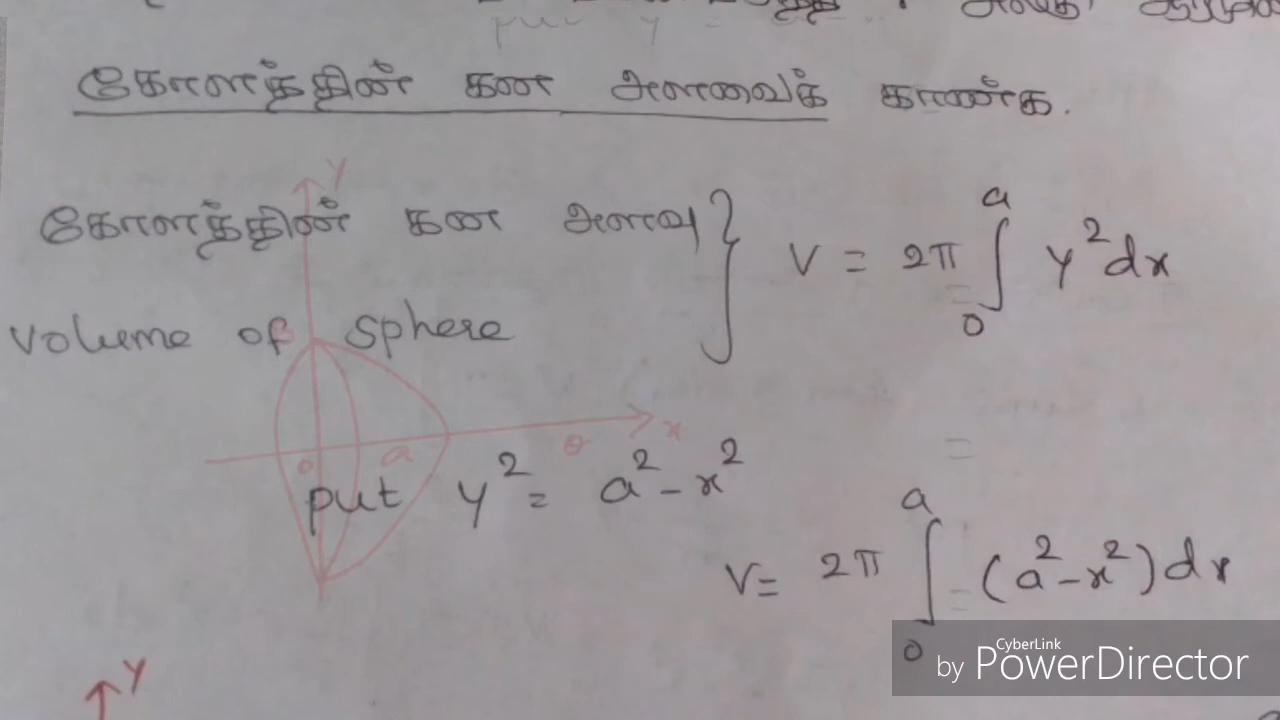 கோளத்தின் கன அளவைக் காண்க.
Y
கோளத்தின் கன அளவு } V = 2π ∫₀ᵃ y² dx
volume of sphere
x
0 a
put y² = a² - x²
V = 2π ∫₀ᵃ (a² - x²) dx
Y
CyberLink
by PowerDirector